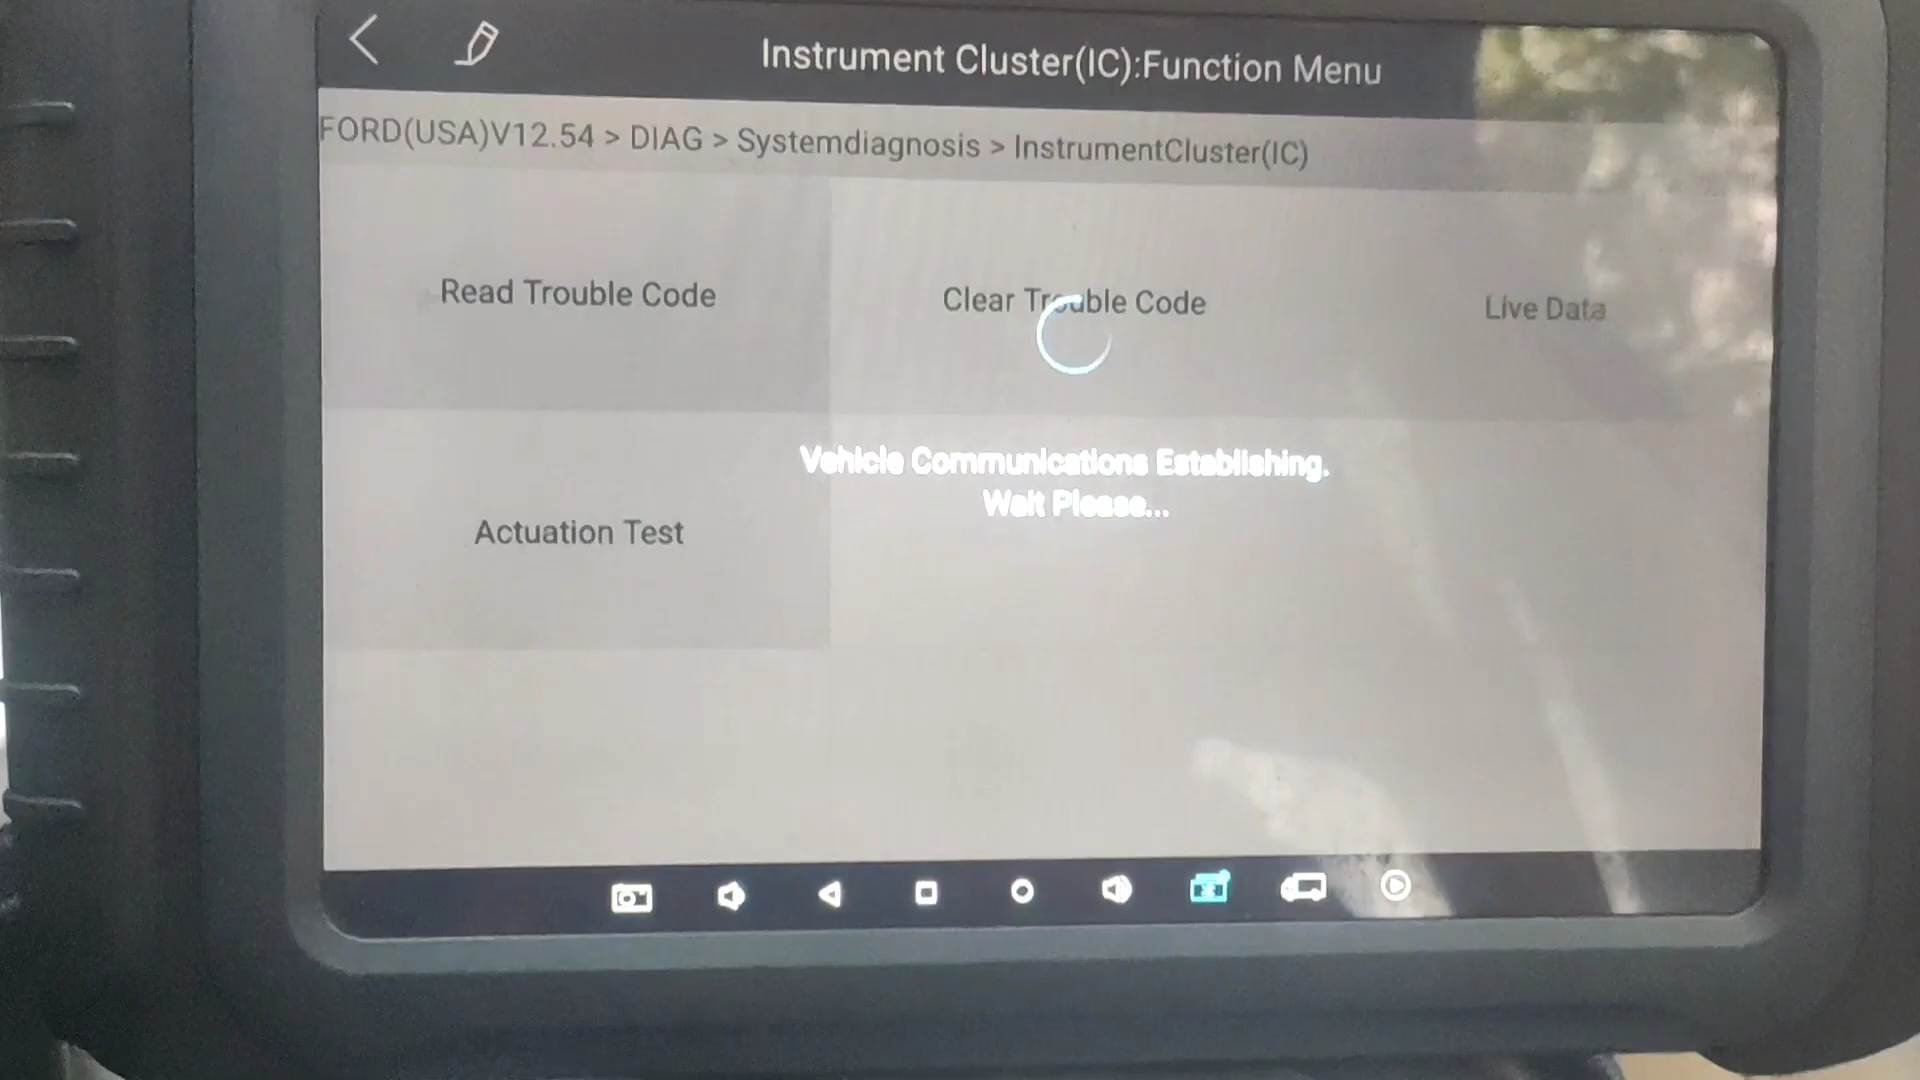 Instrument Cluster(IC):Function Menu
FORD(USA)V12.54 > DIAG > Systemdiagnosis > InstrumentCluster(IC)
Read Trouble Code
Clear Trouble Code
Live Data
Vehicle Communications Establishing.
Wait Please...
Actuation Test